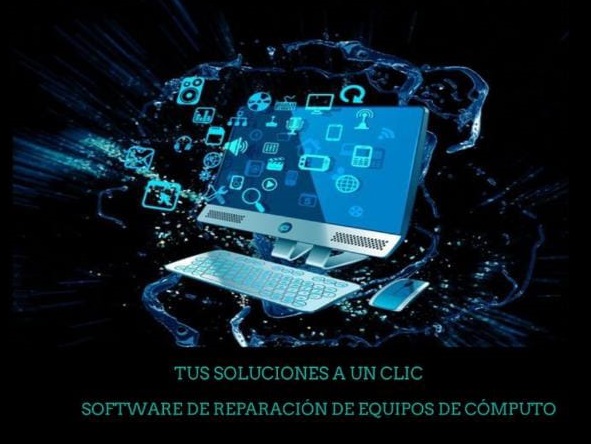 TUS SOLUCIONES A UN CLIC
SOFTWARE DE REPARACIÓN DE EQUIPOS DE CÓMPUTO